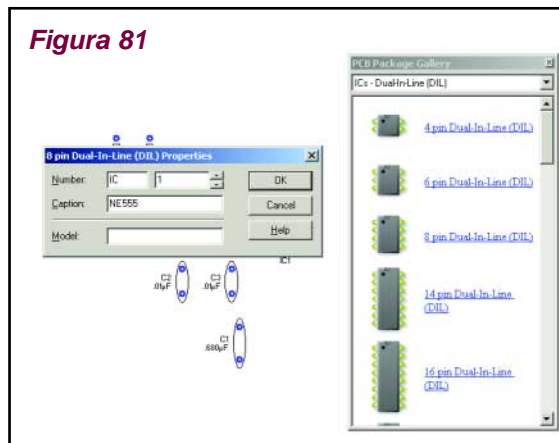 Figura 81
PCB Package Gallery
ICs - Dual-In-Line (DIL)
4 pin Dual-In-Line (DIL)
6 pin Dual-In-Line (DIL)
8 pin Dual-In-Line (DIL)
14 pin Dual-In-Line
(DIL)
16 pin Dual-In-Line
(DIL)
8 pin Dual-In-Line (DIL) Properties
Number: IC 1
OK
Caption: NE555
Cancel
Model:
Help
IC1
C2
.01µF
C3
.01µF
C1
.680µF